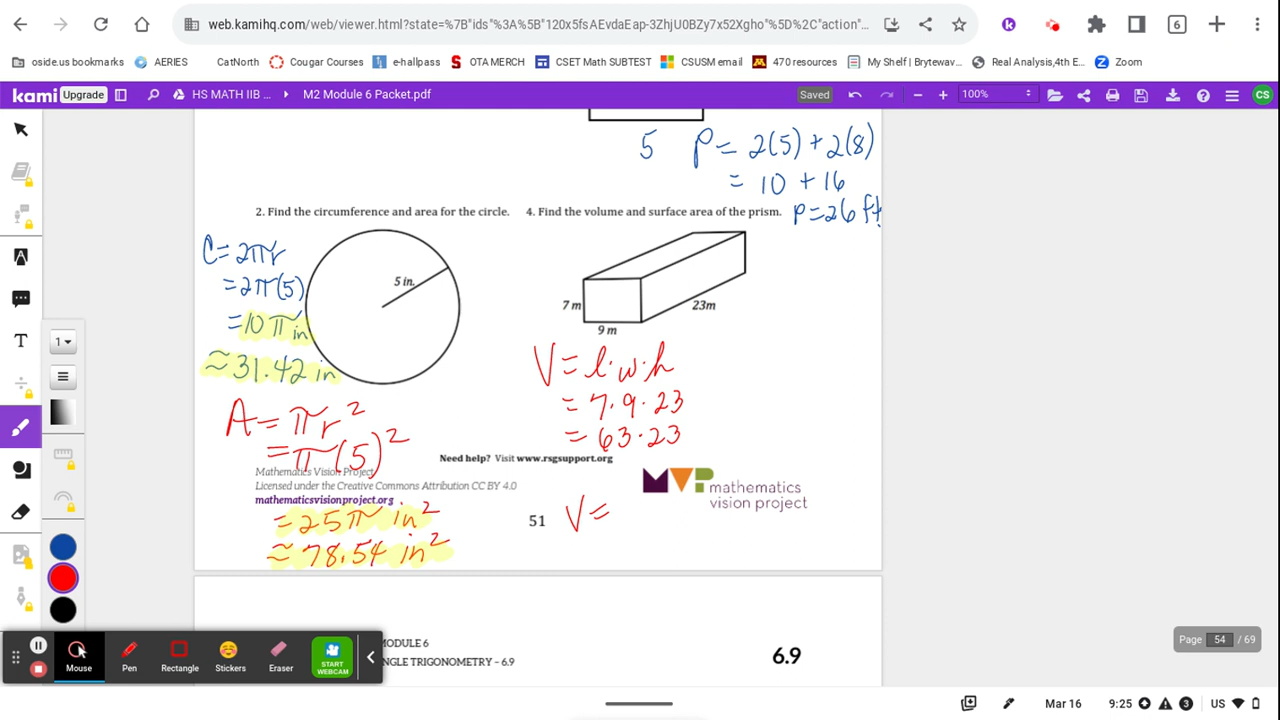 web.kamihq.com/web/viewer.html?state=%7B"ids"%3A%5B"120x5fsAEvdaEap-3ZhjU0BZy7x52Xgho"%5D%2C"action"...
6
oside.us bookmarks
AERIES
CatNorth
Cougar Courses
e-hallpass
OTA MERCH
CSET Math SUBTEST
CSUSM email
470 resources
My Shelf | Brytewav...
Real Analysis,4th E...
Zoom
kami Upgrade
HS MATH IIB ...
M2 Module 6 Packet.pdf
Saved
100%
CS
5
P = 2(5) + 2(8)
= 10 + 16
P = 26 ft
2. Find the circumference and area for the circle.
4. Find the volume and surface area of the prism.
C = 2πr
= 2π(5)
= 10π in
≈ 31.42 in
5 in.
7 m
9 m
23m
A = πr²
= π(5)²
V = l·w·h
= 7·9·23
= 63·23
Need help? Visit www.rsgsupport.org
Mathematics Vision Project
Licensed under the Creative Commons Attribution CC BY 4.0
mathematicsvisionproject.org
MVP mathematics
vision project
= 25π in²
≈ 78.54 in²
51
V =
1
T
A
MODULE 6
NGLE TRIGONOMETRY – 6.9
6.9
Page 54 / 69
Mouse
Pen
Rectangle
Stickers
Eraser
START
WEBCAM
Mar 16
9:25
3
US